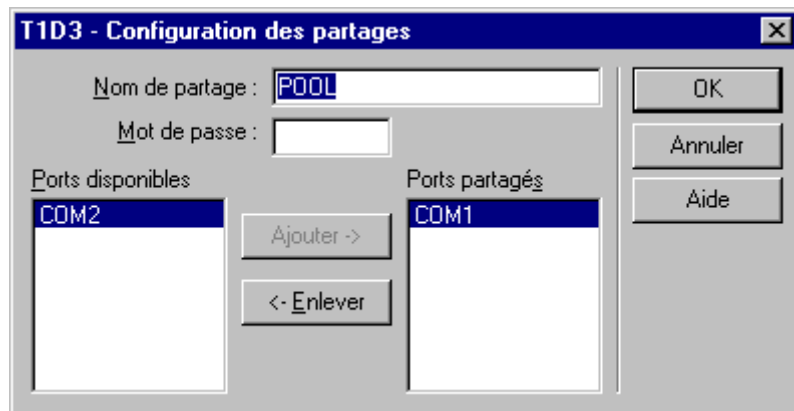 T1D3 - Configuration des partages
Nom de partage : POOL
OK
Mot de passe :
Annuler
Ports disponibles
Ports partagés
Aide
COM2
COM1
Ajouter ->
<- Enlever